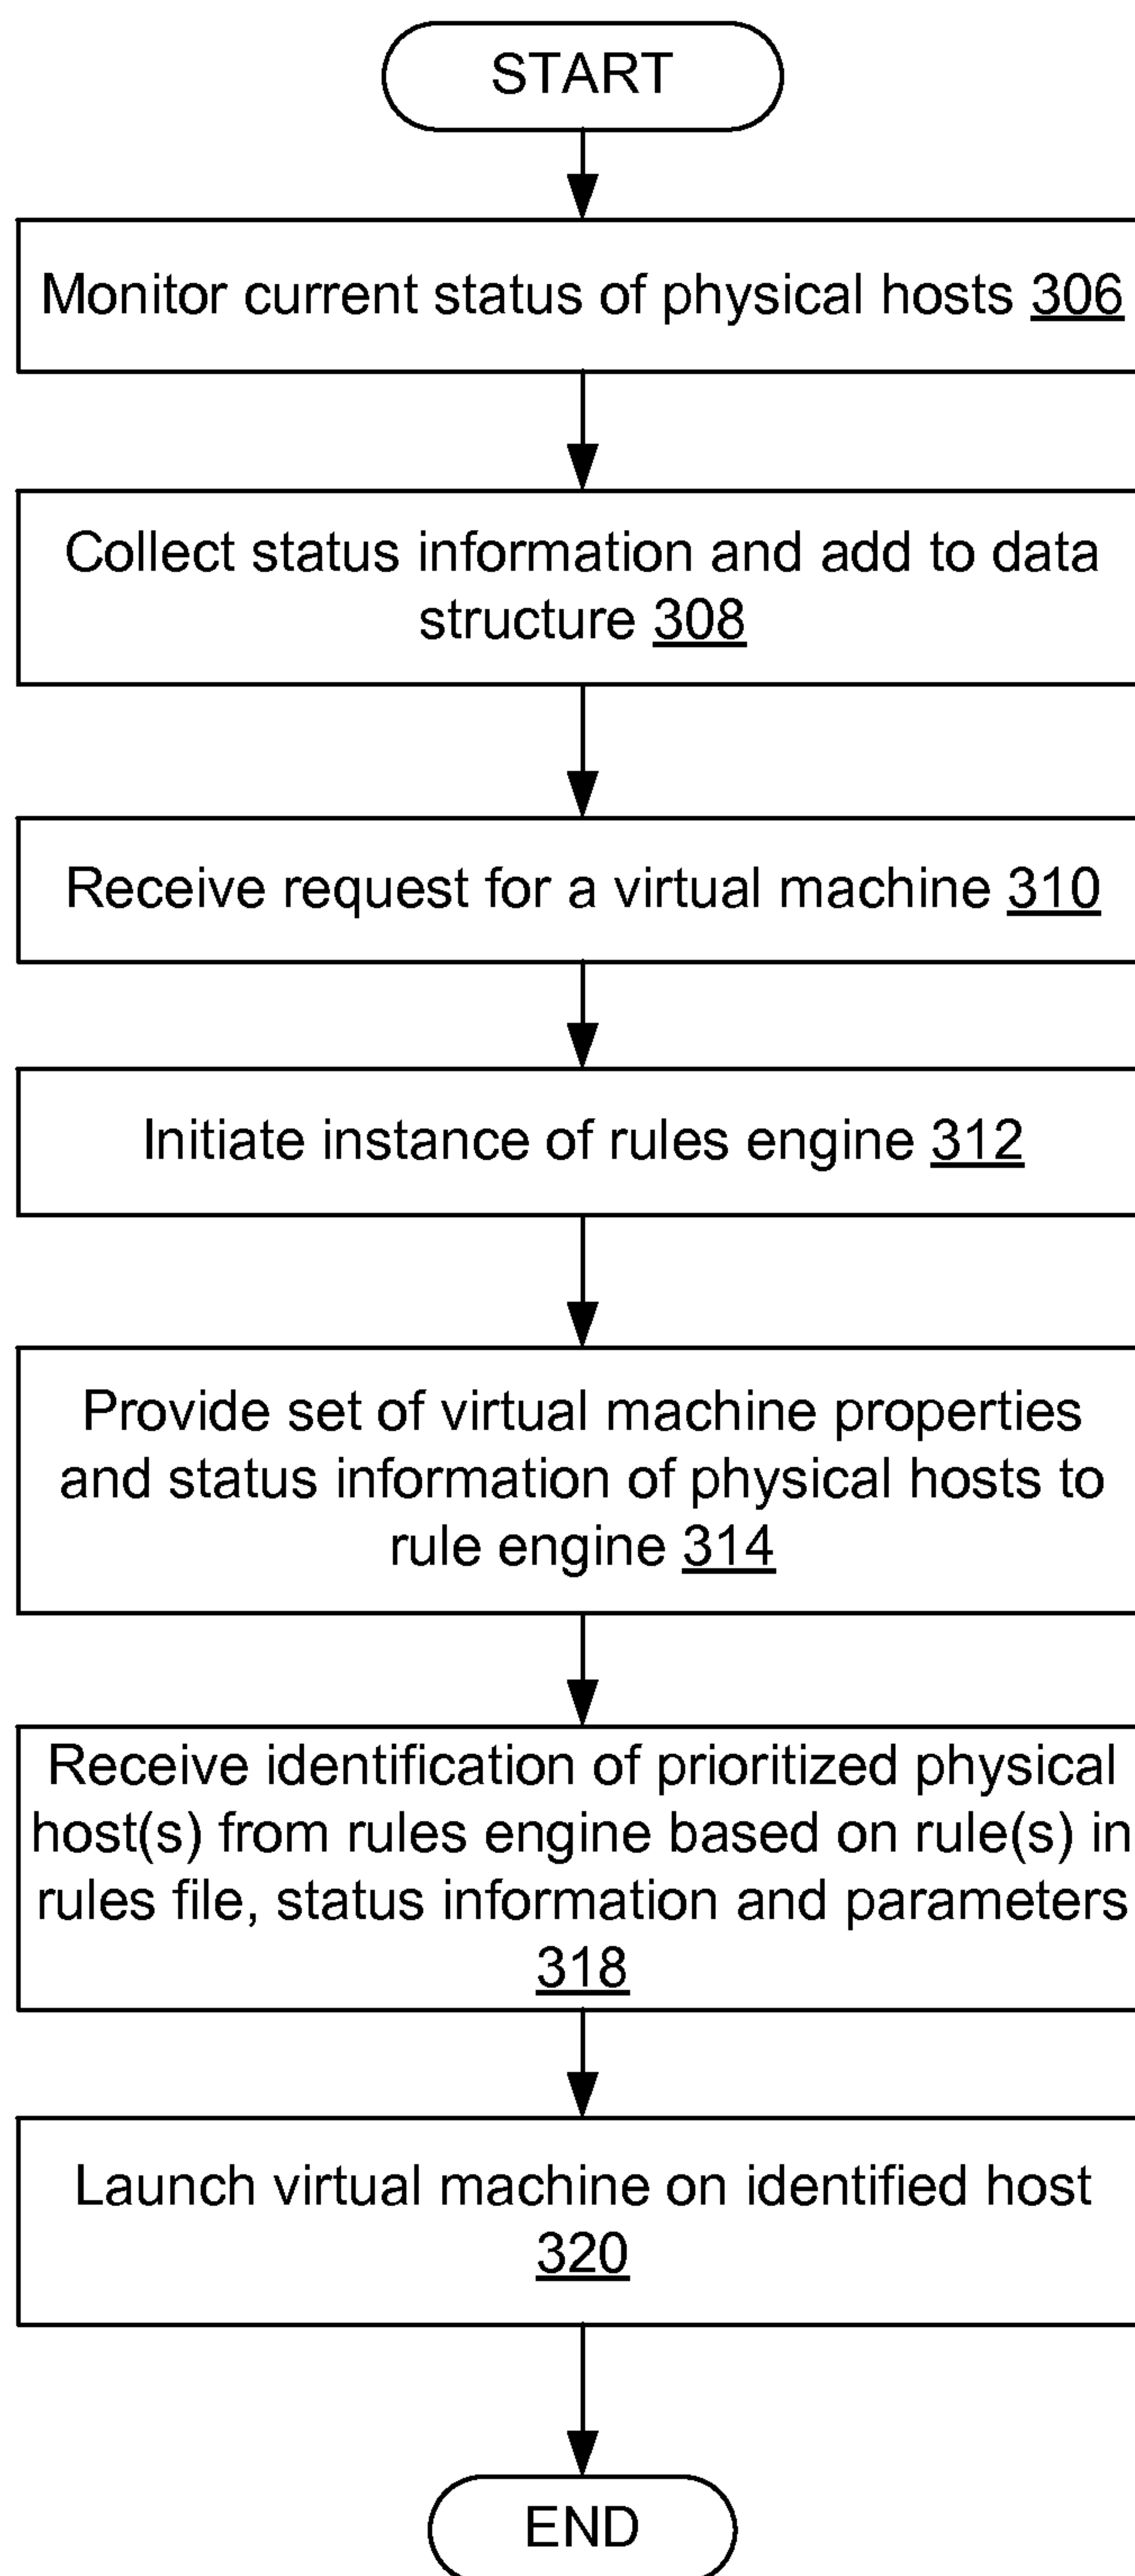 START
Monitor current status of physical hosts 306
Collect status information and add to data
structure 308
Receive request for a virtual machine 310
Initiate instance of rules engine 312
Provide set of virtual machine properties
and status information of physical hosts to
rule engine 314
Receive identification of prioritized physical
host(s) from rules engine based on rule(s) in
rules file, status information and parameters
318
Launch virtual machine on identified host
320
END